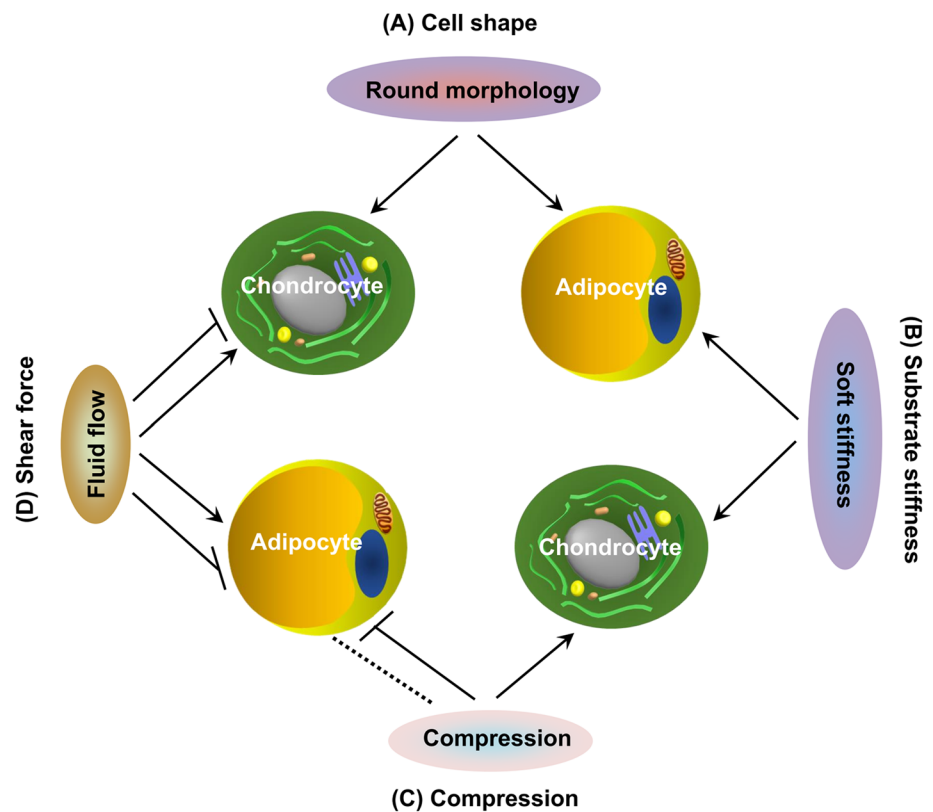 (A) Cell shape
Round morphology
Chondrocyte
Adipocyte
(B) Substrate stiffness
Soft stiffness
(D) Shear force
Fluid flow
Adipocyte
Chondrocyte
Compression
(C) Compression